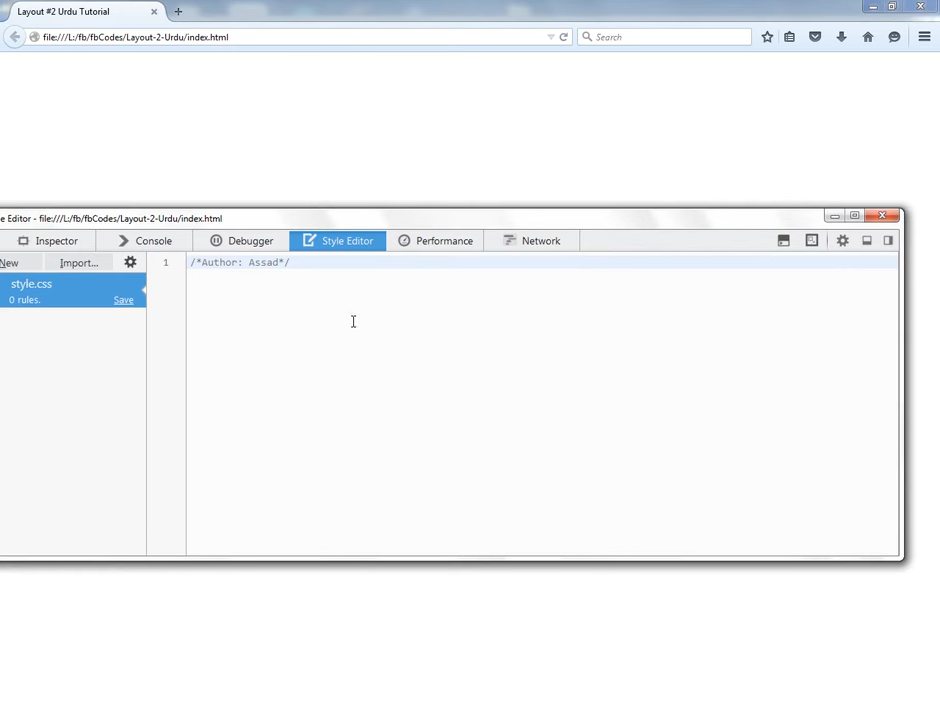 Layout #2 Urdu Tutorial
file:///L:/fb/fbCodes/Layout-2-Urdu/index.html
Search
e Editor - file:///L:/fb/fbCodes/Layout-2-Urdu/index.html
Inspector Console Debugger Style Editor Performance Network
New Import...
1 /*Author: Assad*/
style.css
0 rules. Save